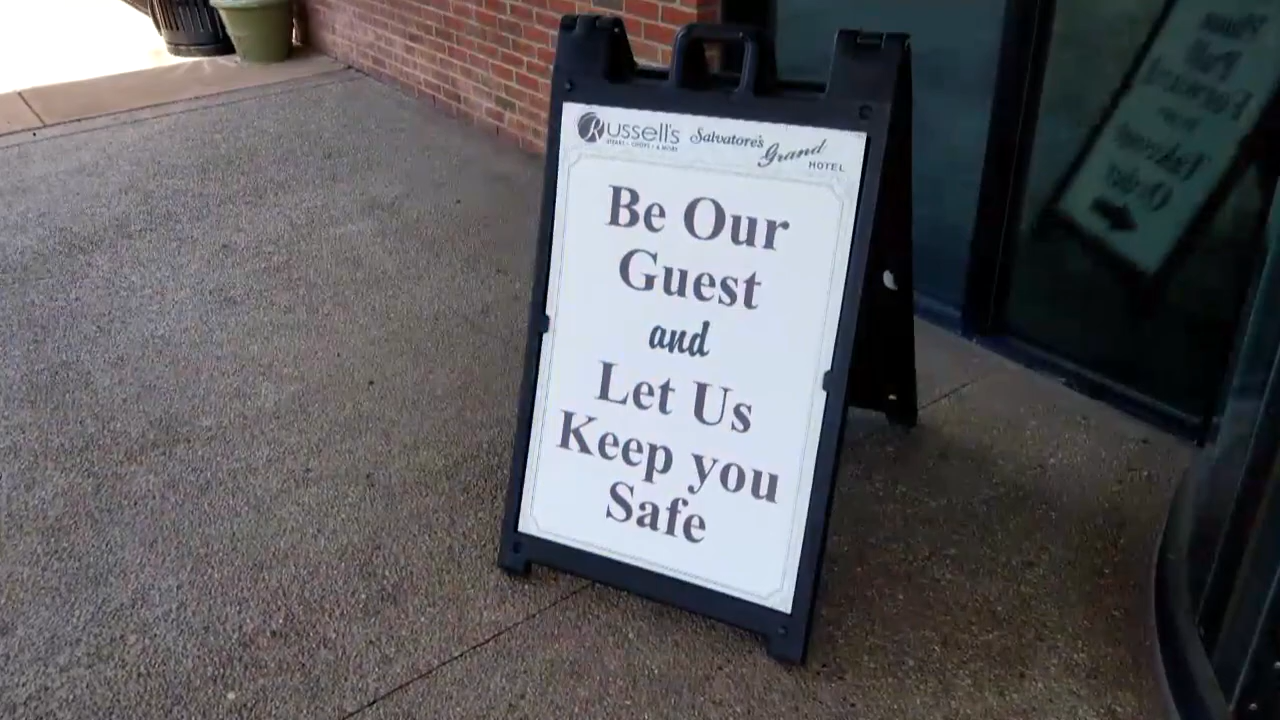 Russell's Salvatore's Grand
STEAKS • CHOPS • & MORE HOTEL
Be Our
Guest
and
Let Us
Keep you
Safe